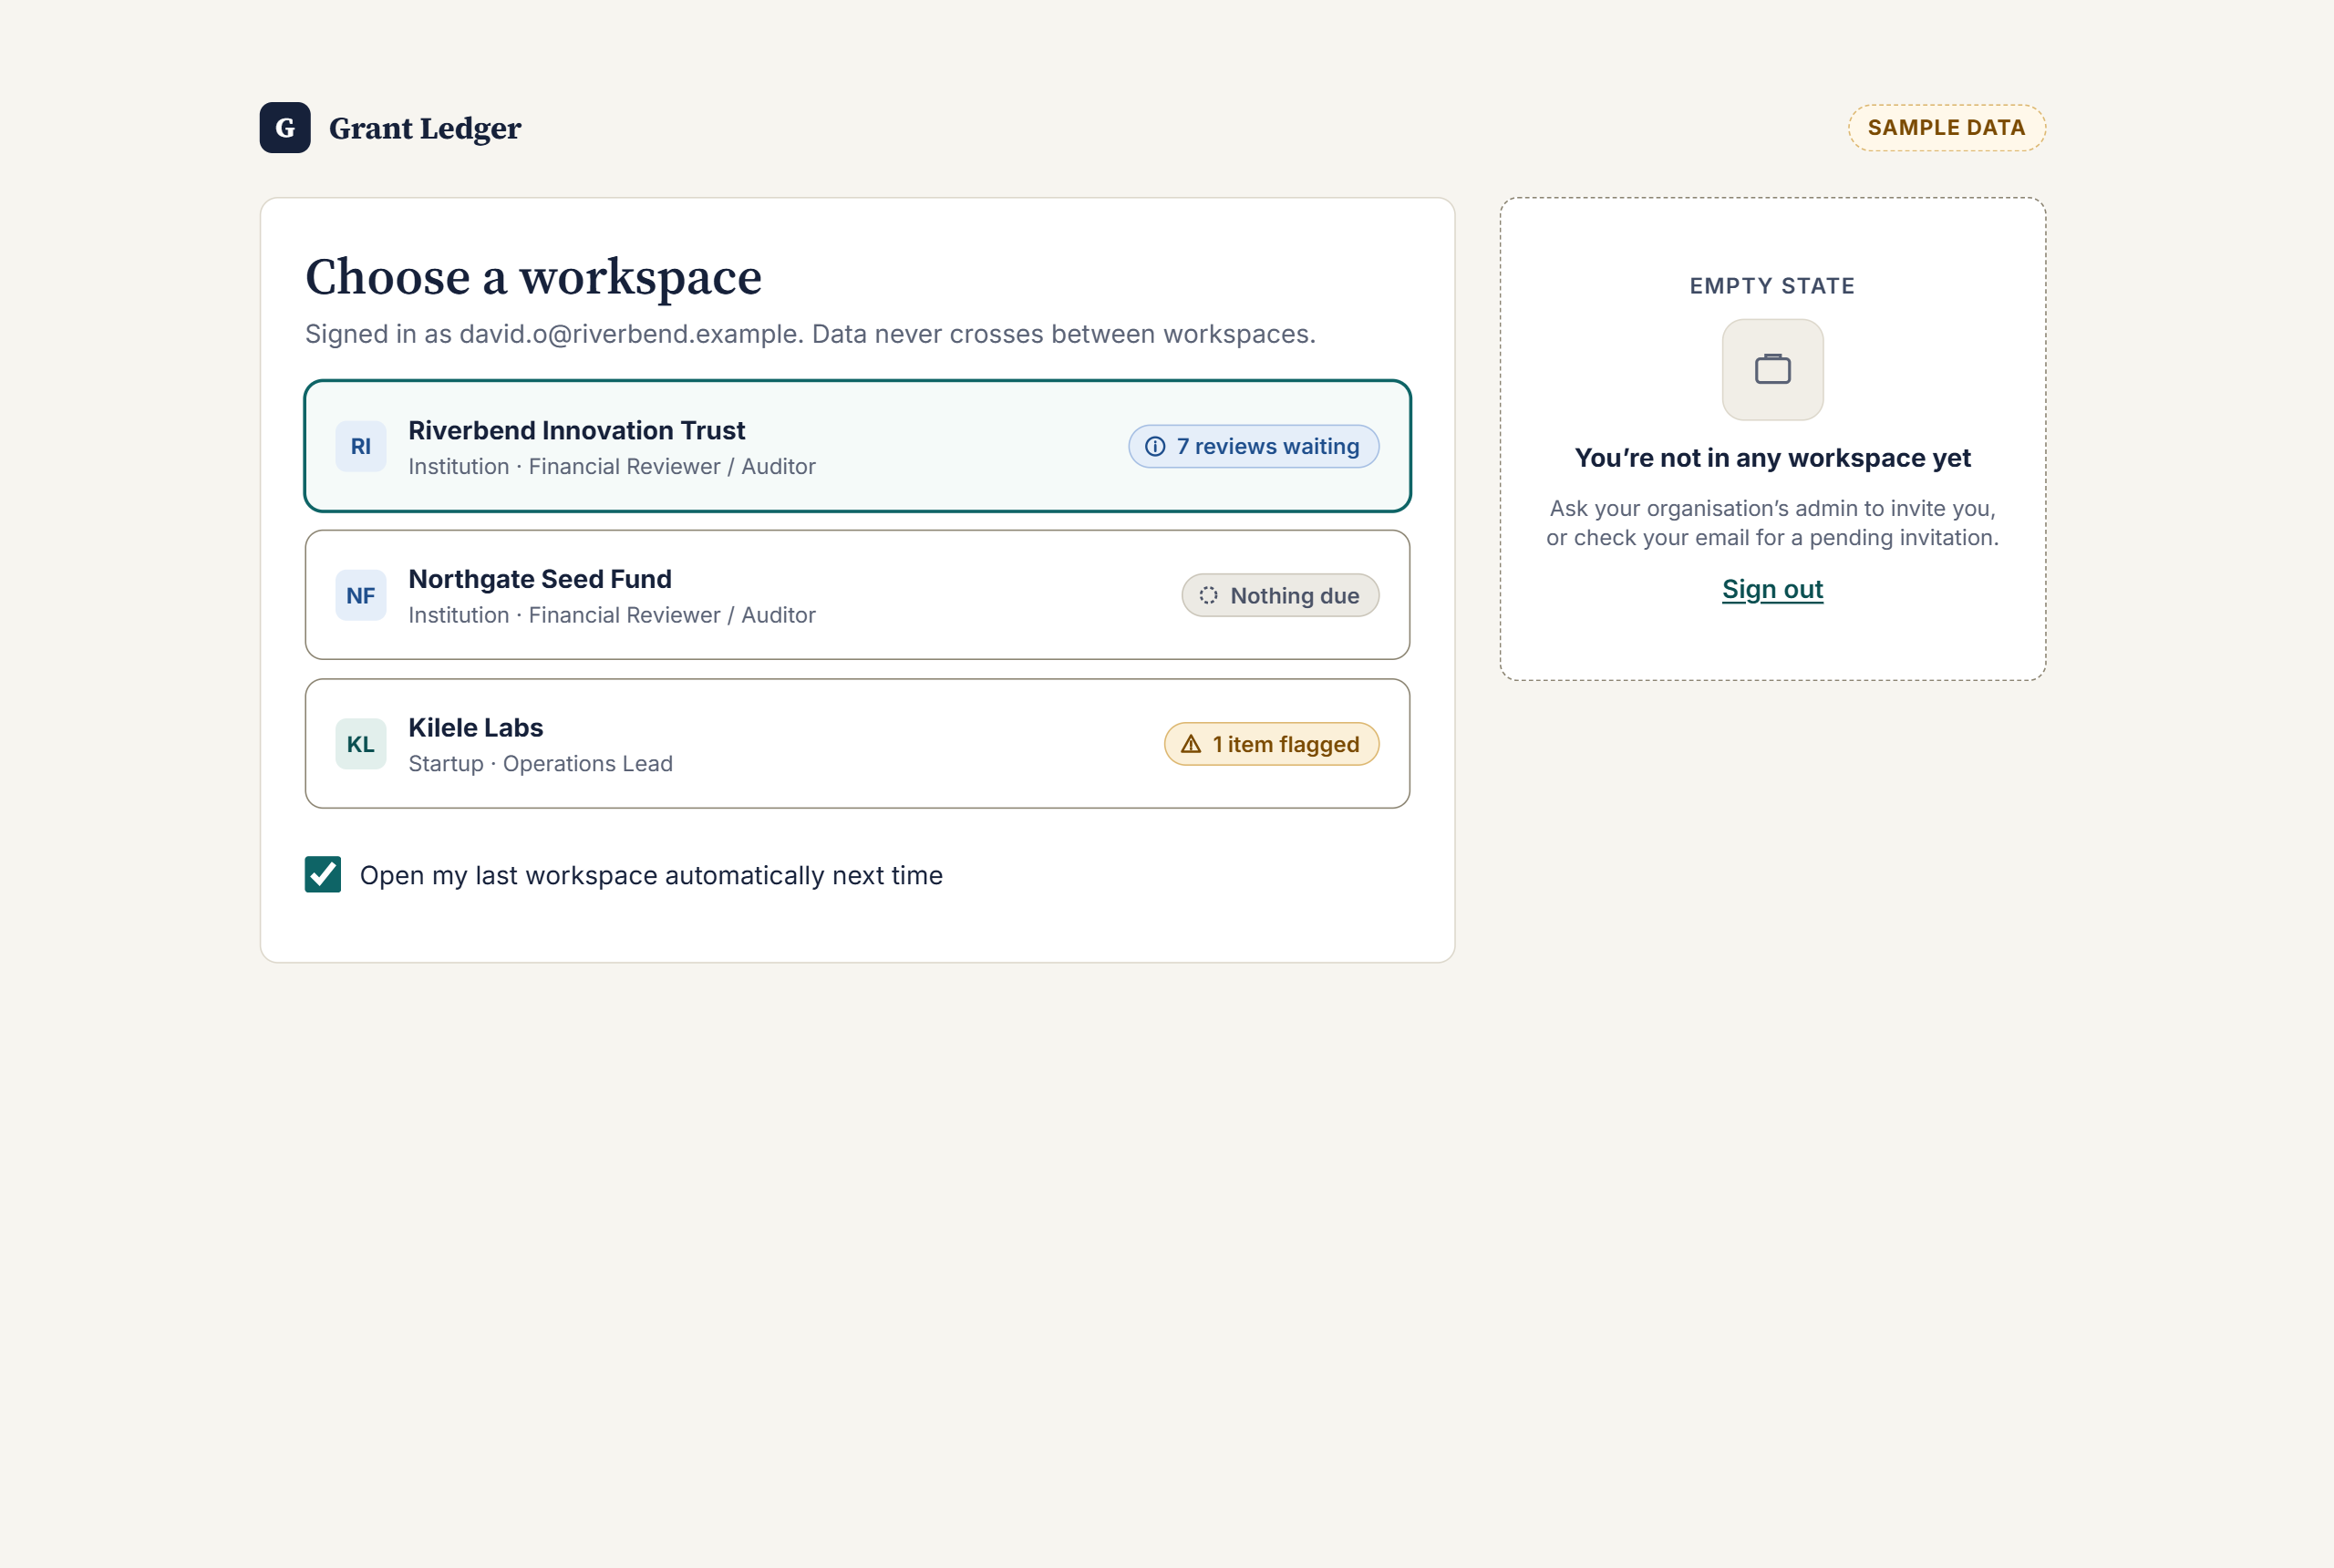 G
Grant Ledger
SAMPLE DATA
Choose a workspace
Signed in as david.o@riverbend.example. Data never crosses between workspaces.
RI
Riverbend Innovation Trust
Institution · Financial Reviewer / Auditor
7 reviews waiting
NF
Northgate Seed Fund
Institution · Financial Reviewer / Auditor
Nothing due
KL
Kilele Labs
Startup · Operations Lead
1 item flagged
Open my last workspace automatically next time
EMPTY STATE
You’re not in any workspace yet
Ask your organisation’s admin to invite you,
or check your email for a pending invitation.
Sign out